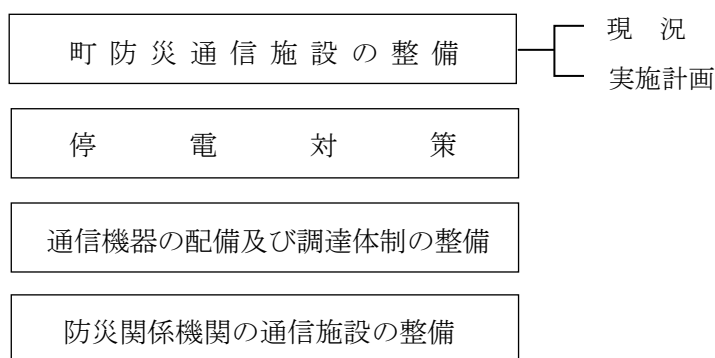 町防災通信施設の整備
現況
実施計画
停電対策
通信機器の配備及び調達体制の整備
防災関係機関の通信施設の整備